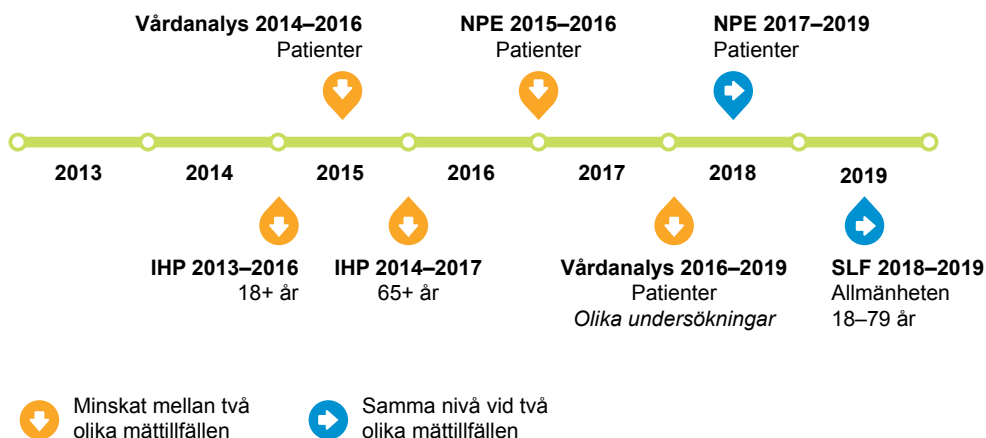 Vårdanalys 2014–2016
Patienter
NPE 2015–2016
Patienter
NPE 2017–2019
Patienter
2013
2014
2015
2016
2017
2018
2019
IHP 2013–2016
18+ år
IHP 2014–2017
65+ år
Vårdanalys 2016–2019
Patienter
Olika undersökningar
SLF 2018–2019
Allmänheten
18–79 år
Minskat mellan två
olika mättillfällen
Samma nivå vid två
olika mättillfällen